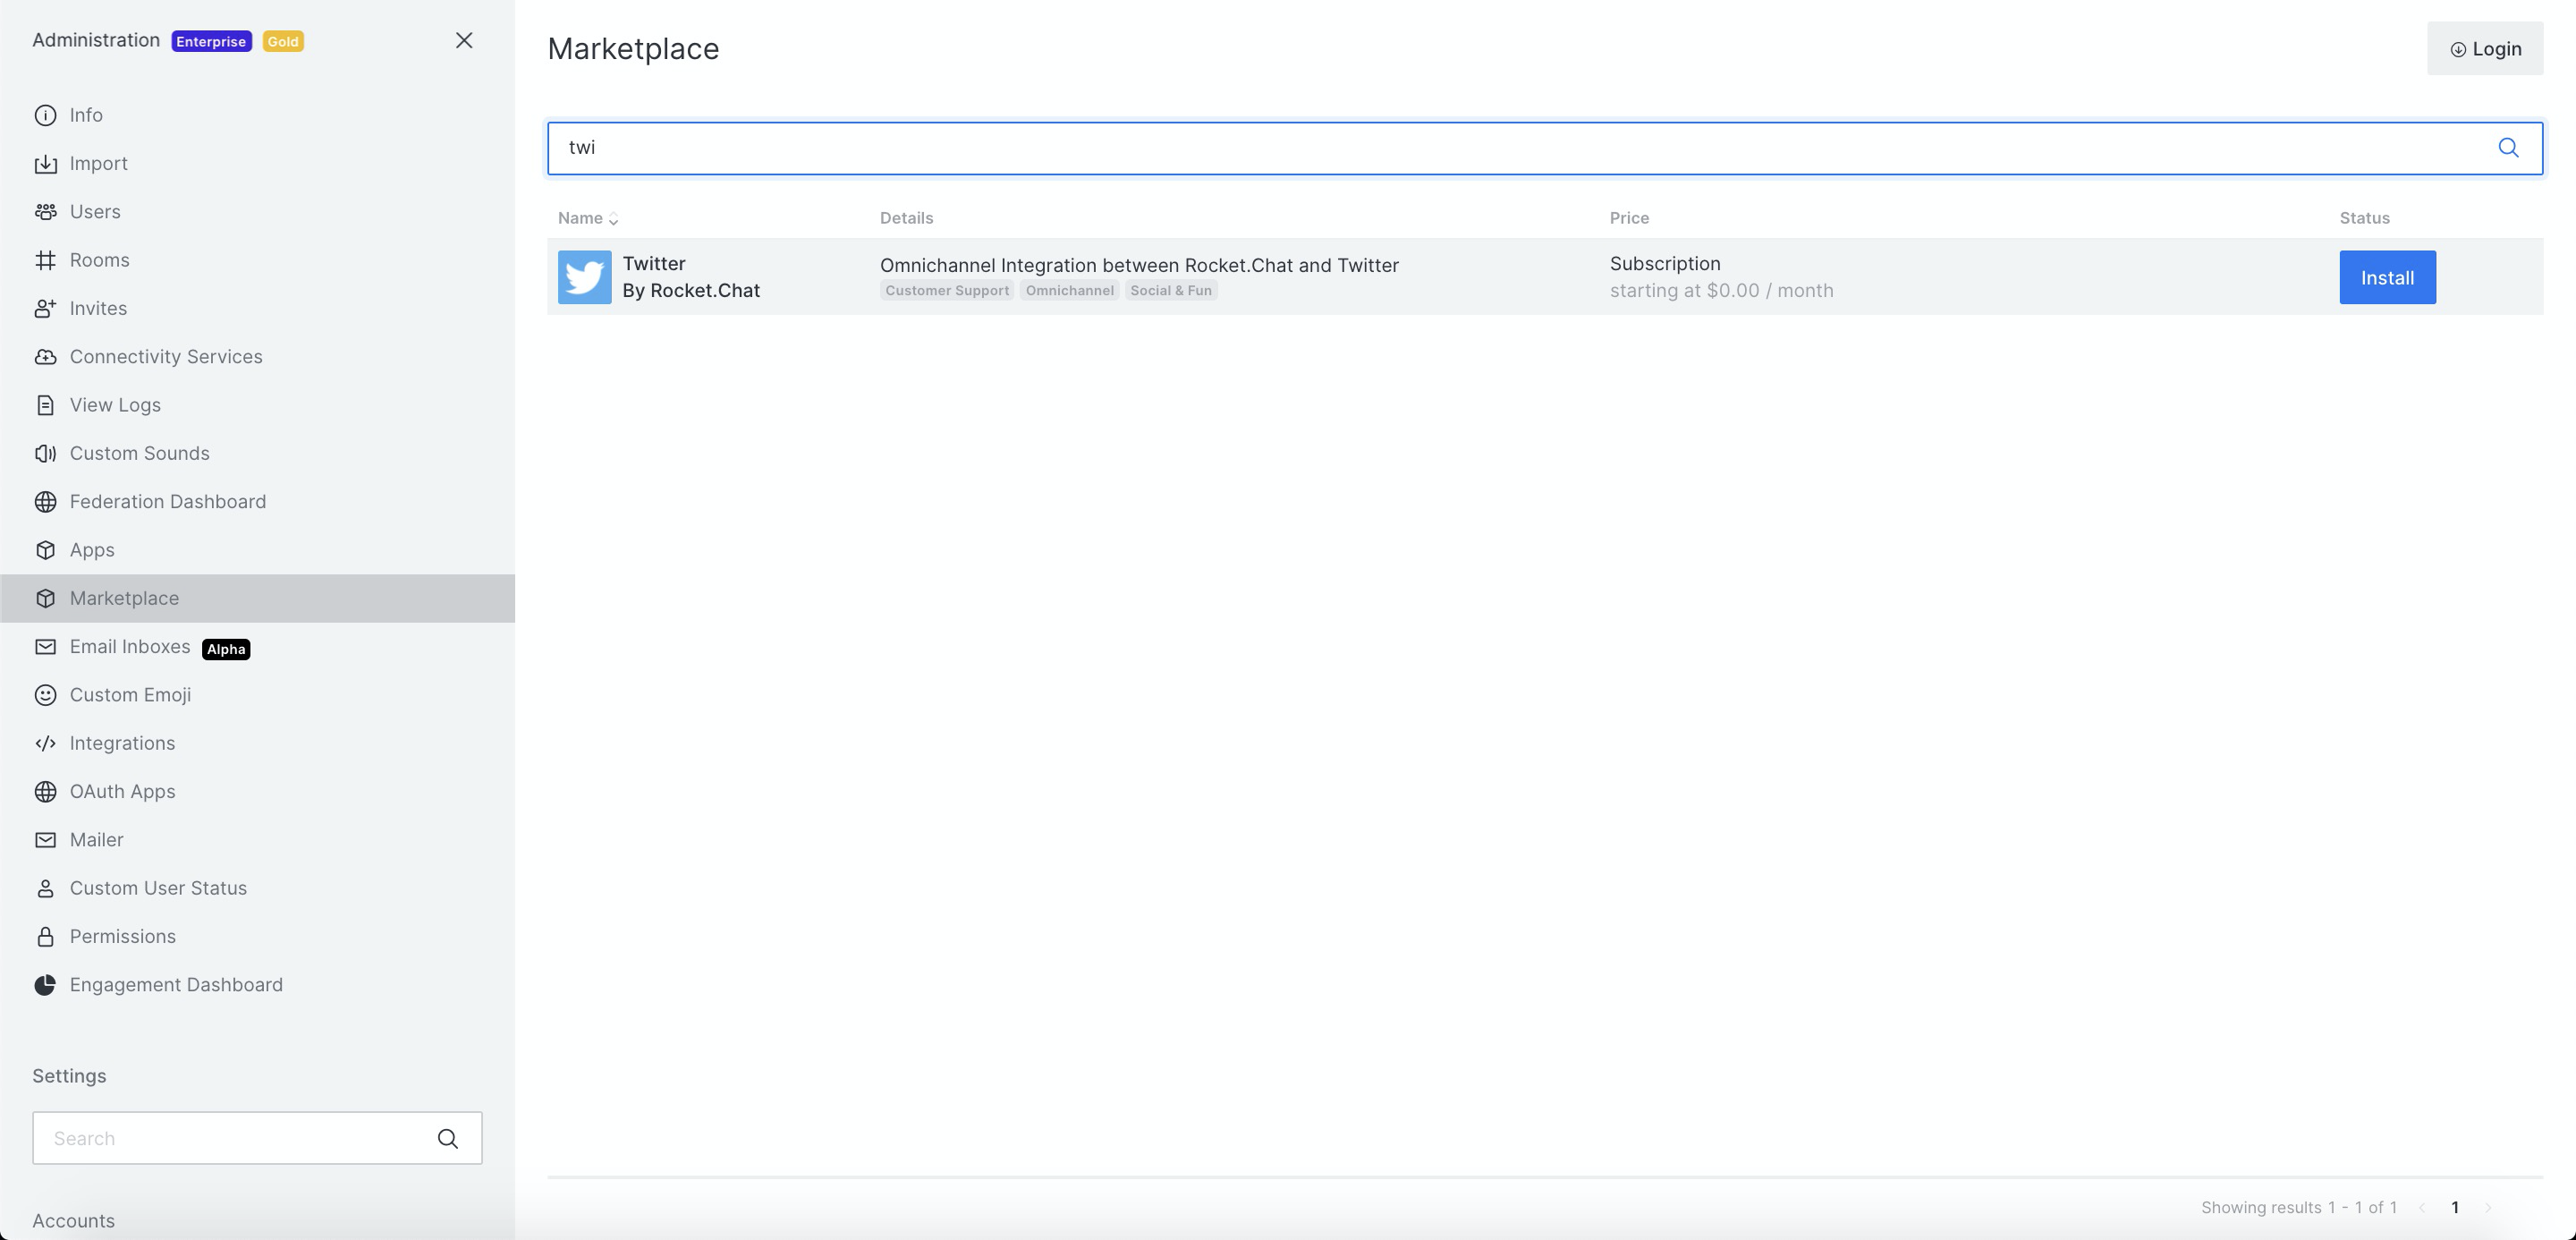 Administration Enterprise Gold
Info
Import
Users
Rooms
Invites
Connectivity Services
View Logs
Custom Sounds
Federation Dashboard
Apps
Marketplace
Email Inboxes Alpha
Custom Emoji
Integrations
OAuth Apps
Mailer
Custom User Status
Permissions
Engagement Dashboard
Settings
Search
Accounts
Marketplace
Login
twi
Name Details Price Status
Twitter
By Rocket.Chat
Omnichannel Integration between Rocket.Chat and Twitter
Customer Support Omnichannel Social & Fun
Subscription
starting at $0.00 / month
Install
Showing results 1 - 1 of 1 1